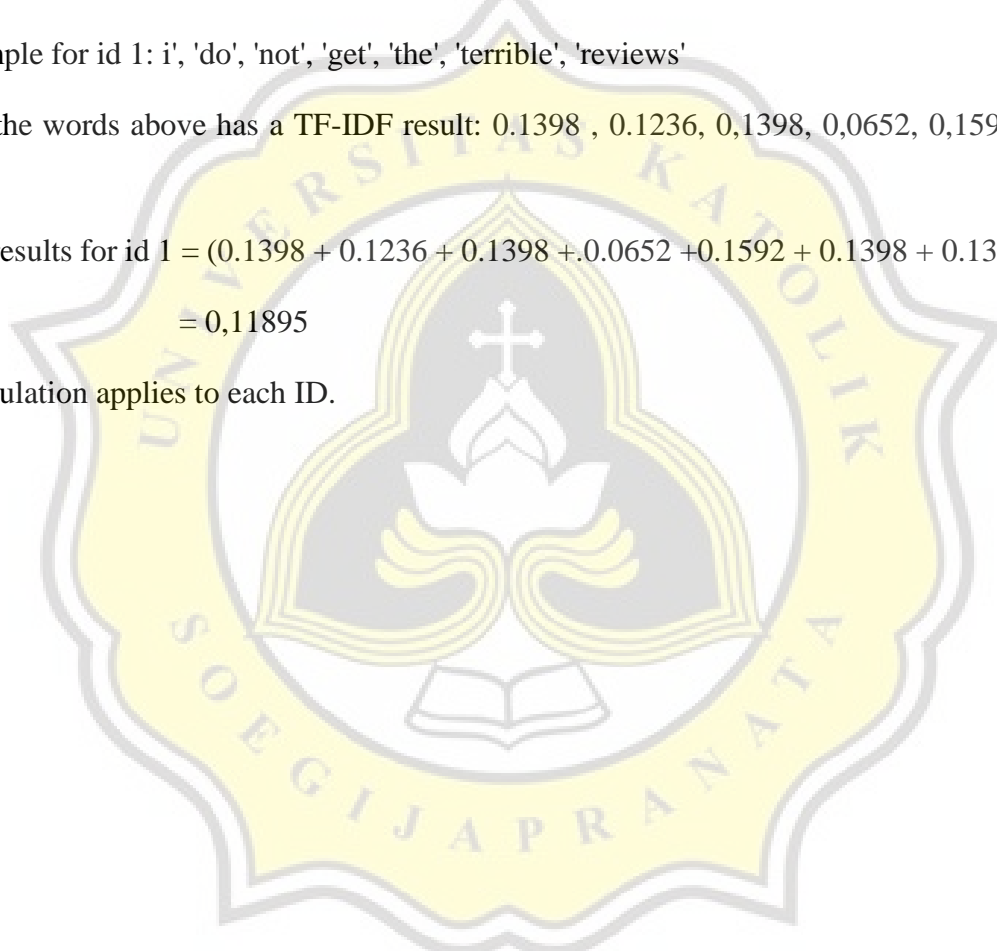 nple for id 1: i', 'do', 'not', 'get', 'the', 'terrible', 'reviews'
the words above has a TF-IDF result: 0.1398 , 0.1236, 0,1398, 0,0652, 0,159
esults for id 1 = (0.1398 + 0.1236 + 0.1398 +.0.0652 +0.1592 + 0.1398 + 0.13
= 0,11895
ulation applies to each ID.
UNIVERSITAS KATOLIK
SOEGIJAPRANATA